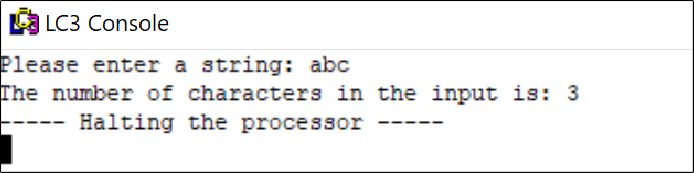 LC3 Console
Please enter a string: abc
The number of characters in the input is: 3
----- Halting the processor -----